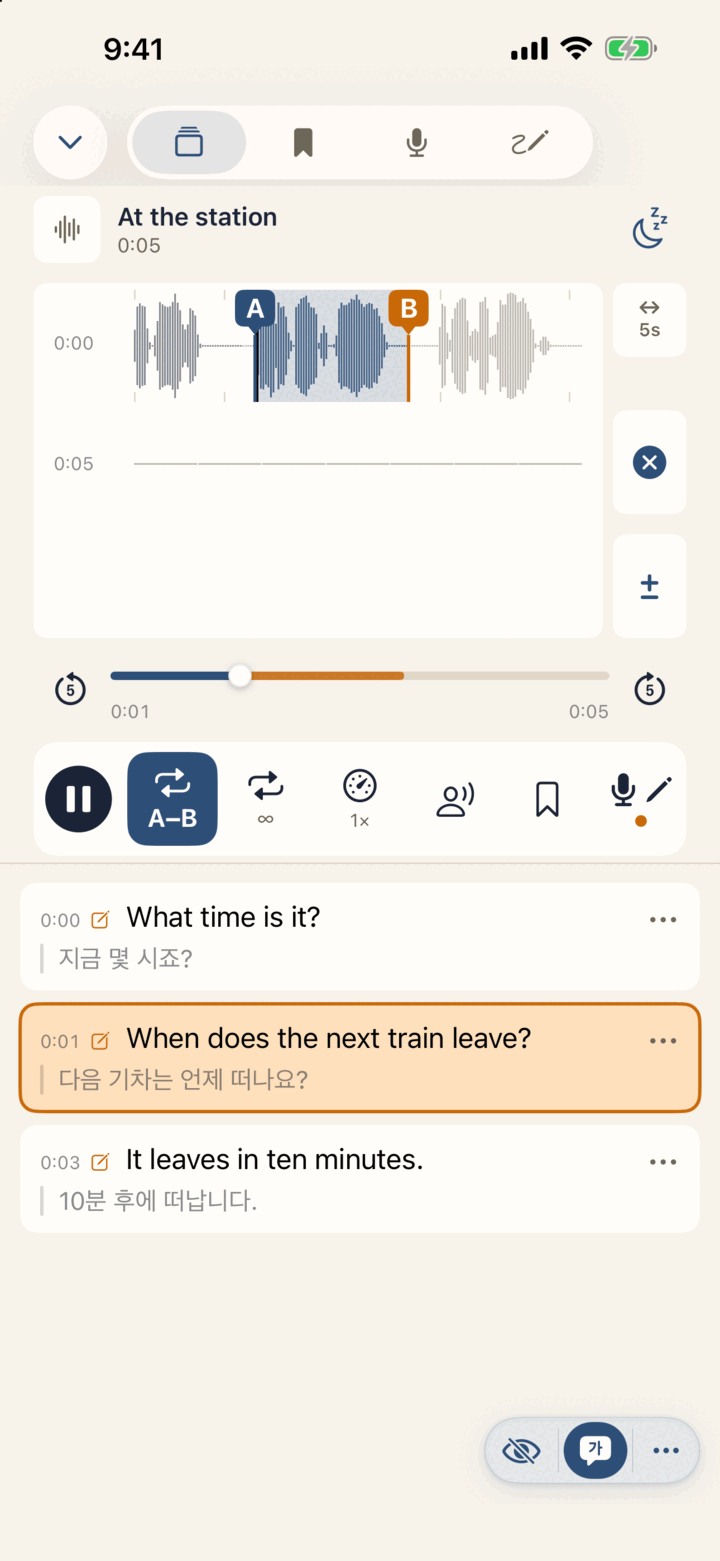 9:41
At the station
0:05
zzzz
A
B
0:00
5s
0:05
5
5
0:01
0:05
A–B
∞
1×
0:00 What time is it?
지금 몇 시죠?
0:01 When does the next train leave?
다음 기차는 언제 떠나요?
0:03 It leaves in ten minutes.
10분 후에 떠납니다.
가